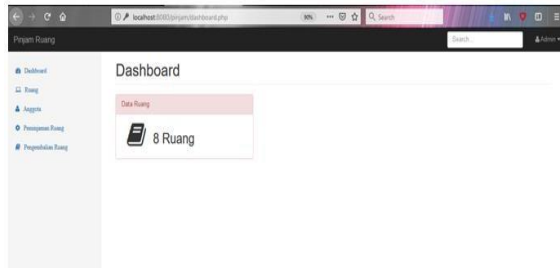 localhost:8080/pinjam/dashboard.php 90% Search
Pinjam Ruang Search... Admin
Dashboard
Ruang
Anggota
Peminjaman Ruang
Pengembalian Ruang
Dashboard
Data Ruang
8 Ruang